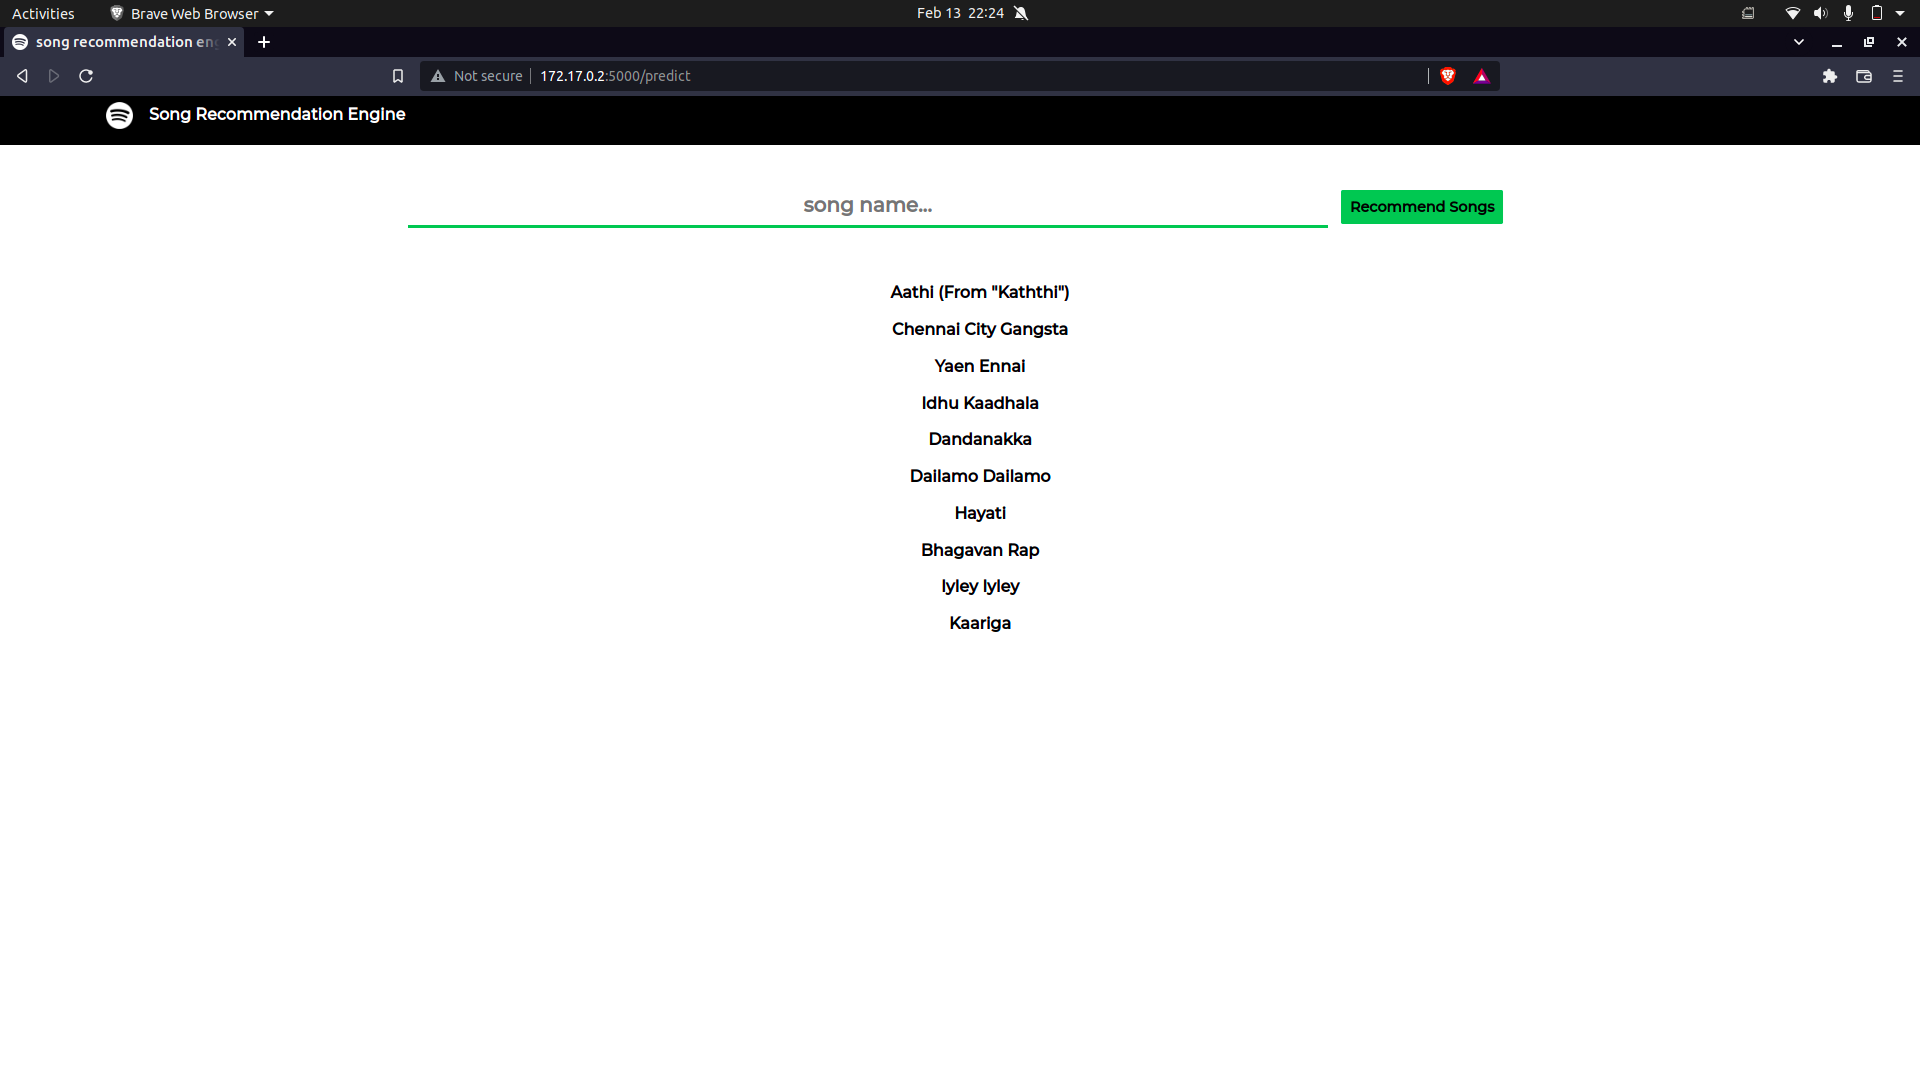 Activities Brave Web Browser Feb 13 22:24
song recommendation en
Not secure 172.17.0.2:5000/predict
Song Recommendation Engine
song name... Recommend Songs
Aathi (From "Kaththi")
Chennai City Gangsta
Yaen Ennai
Idhu Kaadhala
Dandanakka
Dailamo Dailamo
Hayati
Bhagavan Rap
Iyley Iyley
Kaariga